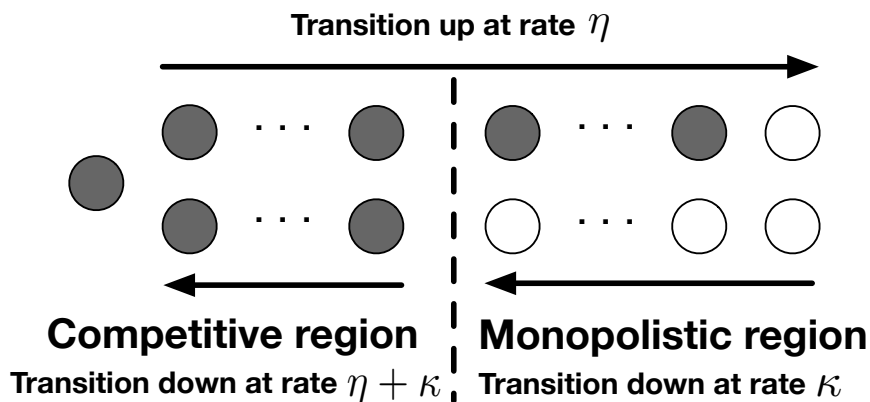 Transition up at rate η
. . . . . .
. . . . . .
Competitive region
Transition down at rate η + κ
Monopolistic region
Transition down at rate κ